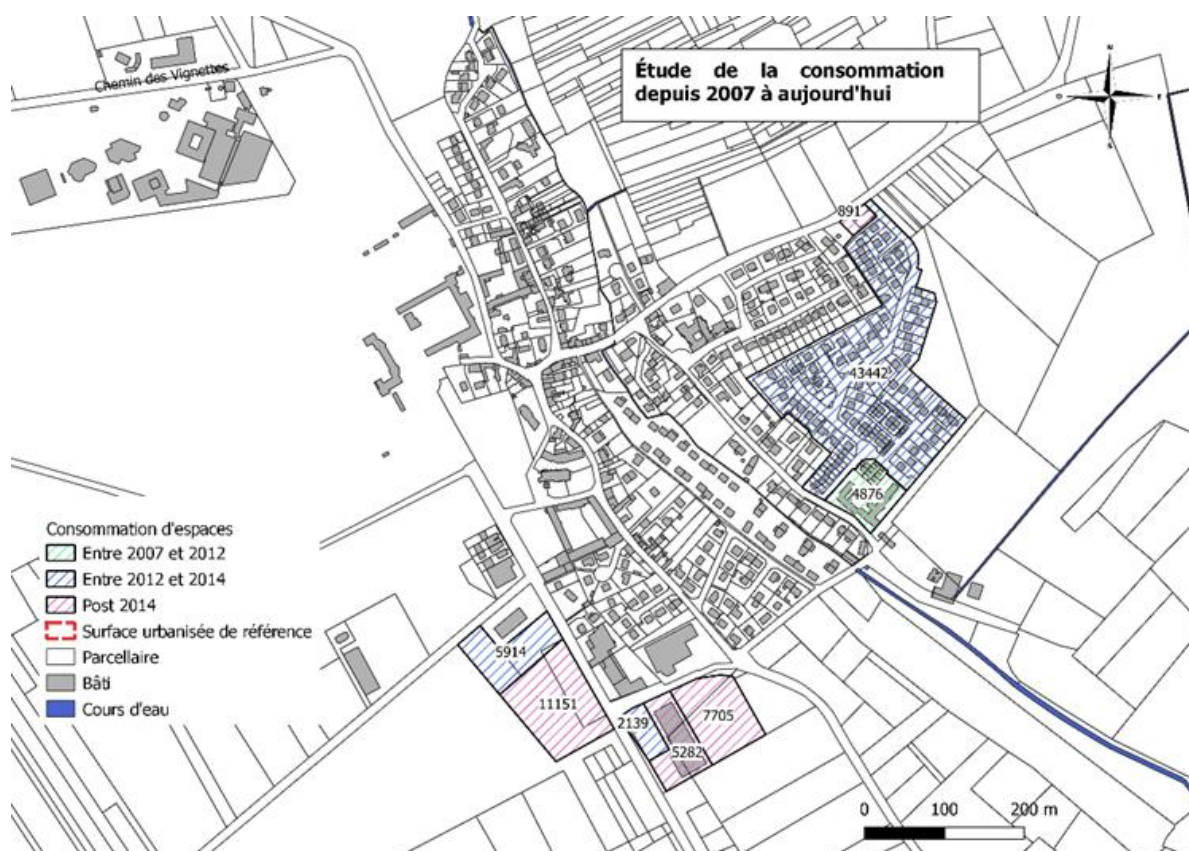 Étude de la consommation
depuis 2007 à aujourd'hui
N
O
E
S
Chemin des Vignettes
891
43442
4876
5914
11151
2139
7705
5282
Consommation d'espaces
Entre 2007 et 2012
Entre 2012 et 2014
Post 2014
Surface urbanisée de référence
Parcellaire
Bâti
Cours d'eau
0 100 200 m